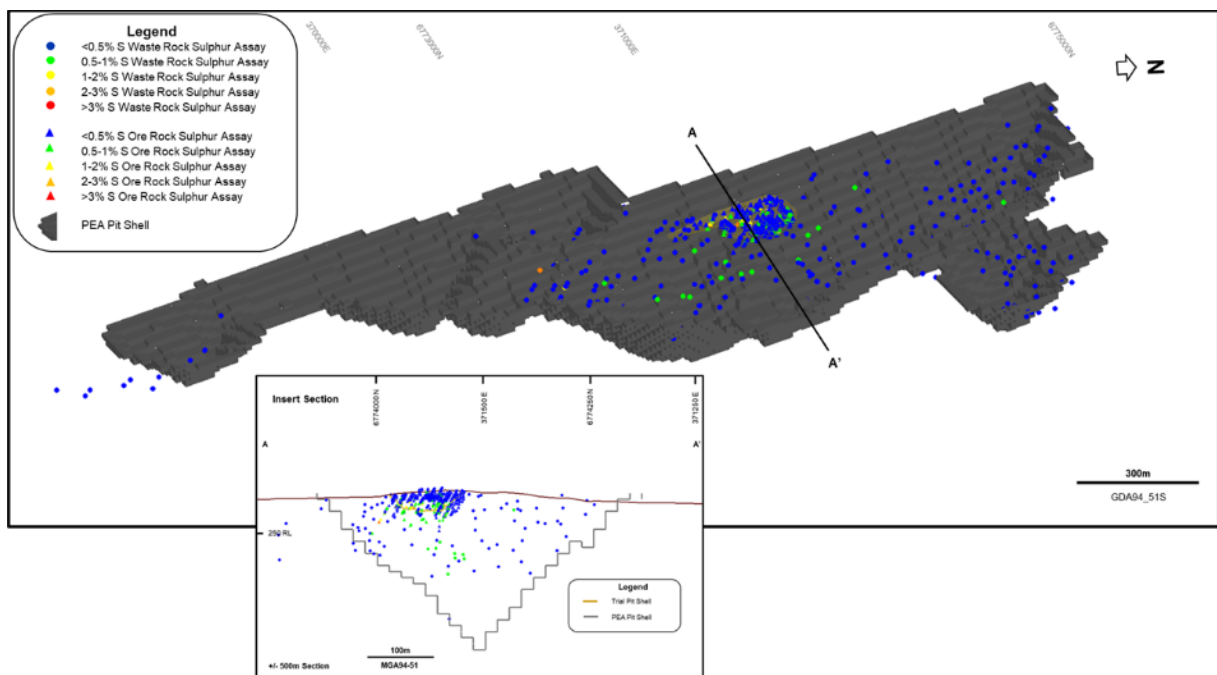 Legend
<0.5% S Waste Rock Sulphur Assay
0.5-1% S Waste Rock Sulphur Assay
1-2% S Waste Rock Sulphur Assay
2-3% S Waste Rock Sulphur Assay
>3% S Waste Rock Sulphur Assay
<0.5% S Ore Rock Sulphur Assay
0.5-1% S Ore Rock Sulphur Assay
1-2% S Ore Rock Sulphur Assay
2-3% S Ore Rock Sulphur Assay
>3% S Ore Rock Sulphur Assay
PEA Pit Shell
370000E
6773000N
371000E
6775000N
N
A
A'
300m
GDA94_51S
Insert Section
6774000 N
371500 E
6774250 N
371250 E
A
A'
250 RL
Legend
Trial Pit Shell
PEA Pit Shell
100m
MGA94-51
+/- 500m Section